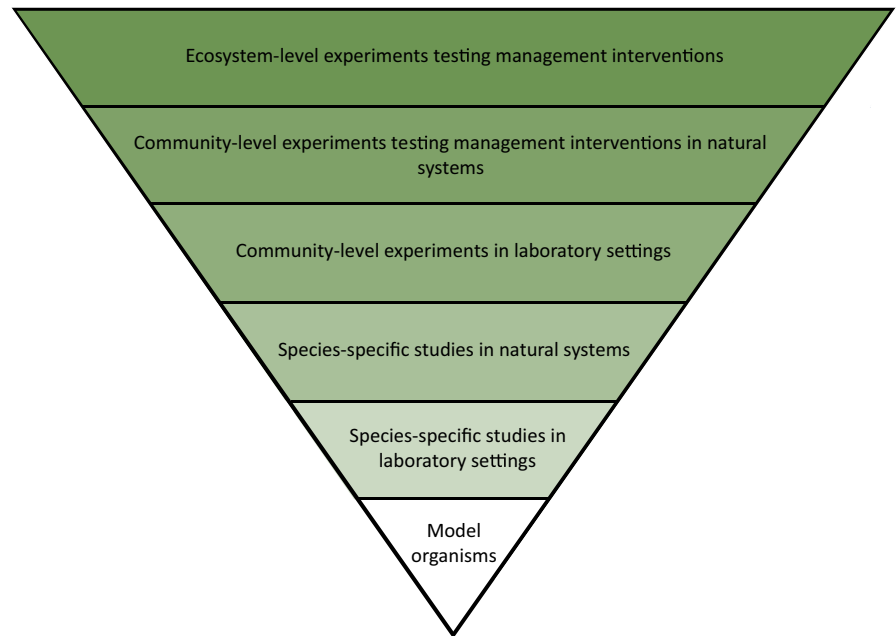 Ecosystem-level experiments testing management interventions
Community-level experiments testing management interventions in natural
systems
Community-level experiments in laboratory settings
Species-specific studies in natural systems
Species-specific studies in
laboratory settings
Model
organisms